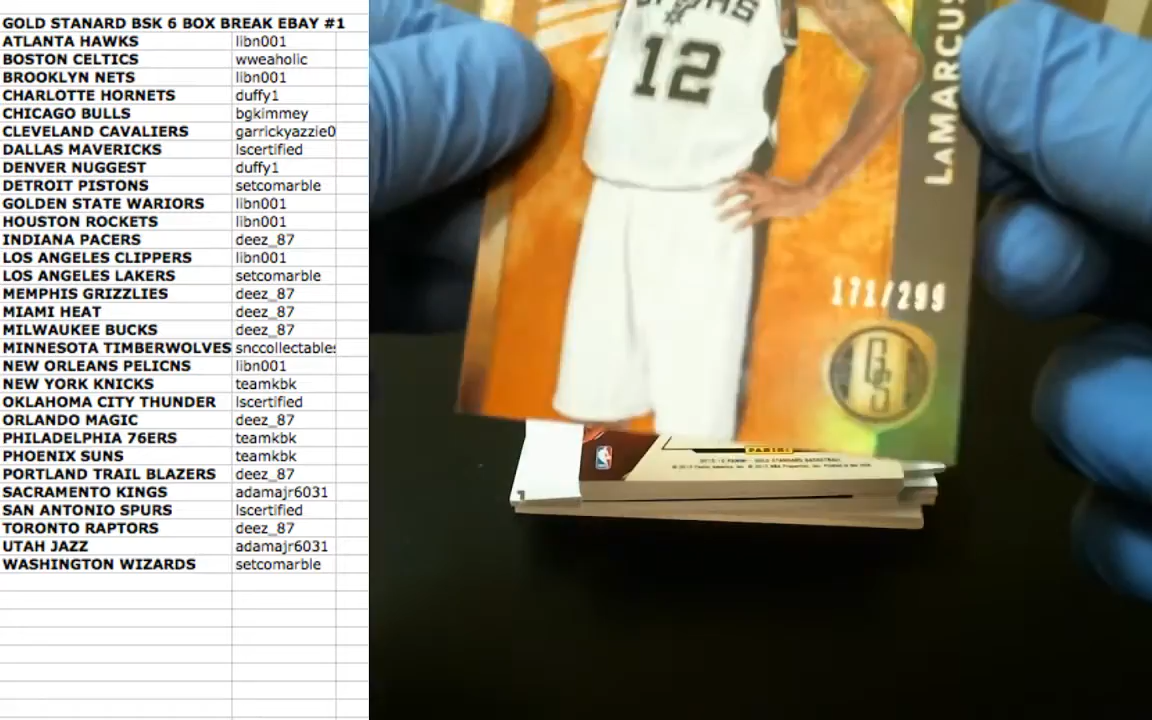 GOLD STANARD BSK 6 BOX BREAK EBAY #1
ATLANTA HAWKS libn001
BOSTON CELTICS wweaholic
BROOKLYN NETS libn001
CHARLOTTE HORNETS duffy1
CHICAGO BULLS bgkimmey
CLEVELAND CAVALIERS garrickyazzie0
DALLAS MAVERICKS lscertified
DENVER NUGGEST duffy1
DETROIT PISTONS setcomarble
GOLDEN STATE WARIORS libn001
HOUSTON ROCKETS libn001
INDIANA PACERS deez_87
LOS ANGELES CLIPPERS libn001
LOS ANGELES LAKERS setcomarble
MEMPHIS GRIZZLIES deez_87
MIAMI HEAT deez_87
MILWAUKEE BUCKS deez_87
MINNESOTA TIMBERWOLVES snccollectables
NEW ORLEANS PELICNS libn001
NEW YORK KNICKS teamkbk
OKLAHOMA CITY THUNDER lscertified
ORLANDO MAGIC deez_87
PHILADELPHIA 76ERS teamkbk
PHOENIX SUNS teamkbk
PORTLAND TRAIL BLAZERS deez_87
SACRAMENTO KINGS adamajr6031
SAN ANTONIO SPURS lscertified
TORONTO RAPTORS deez_87
UTAH JAZZ adamajr6031
WASHINGTON WIZARDS setcomarble
SPURS
12
LaMARCUS
171/299
GS
PANINI